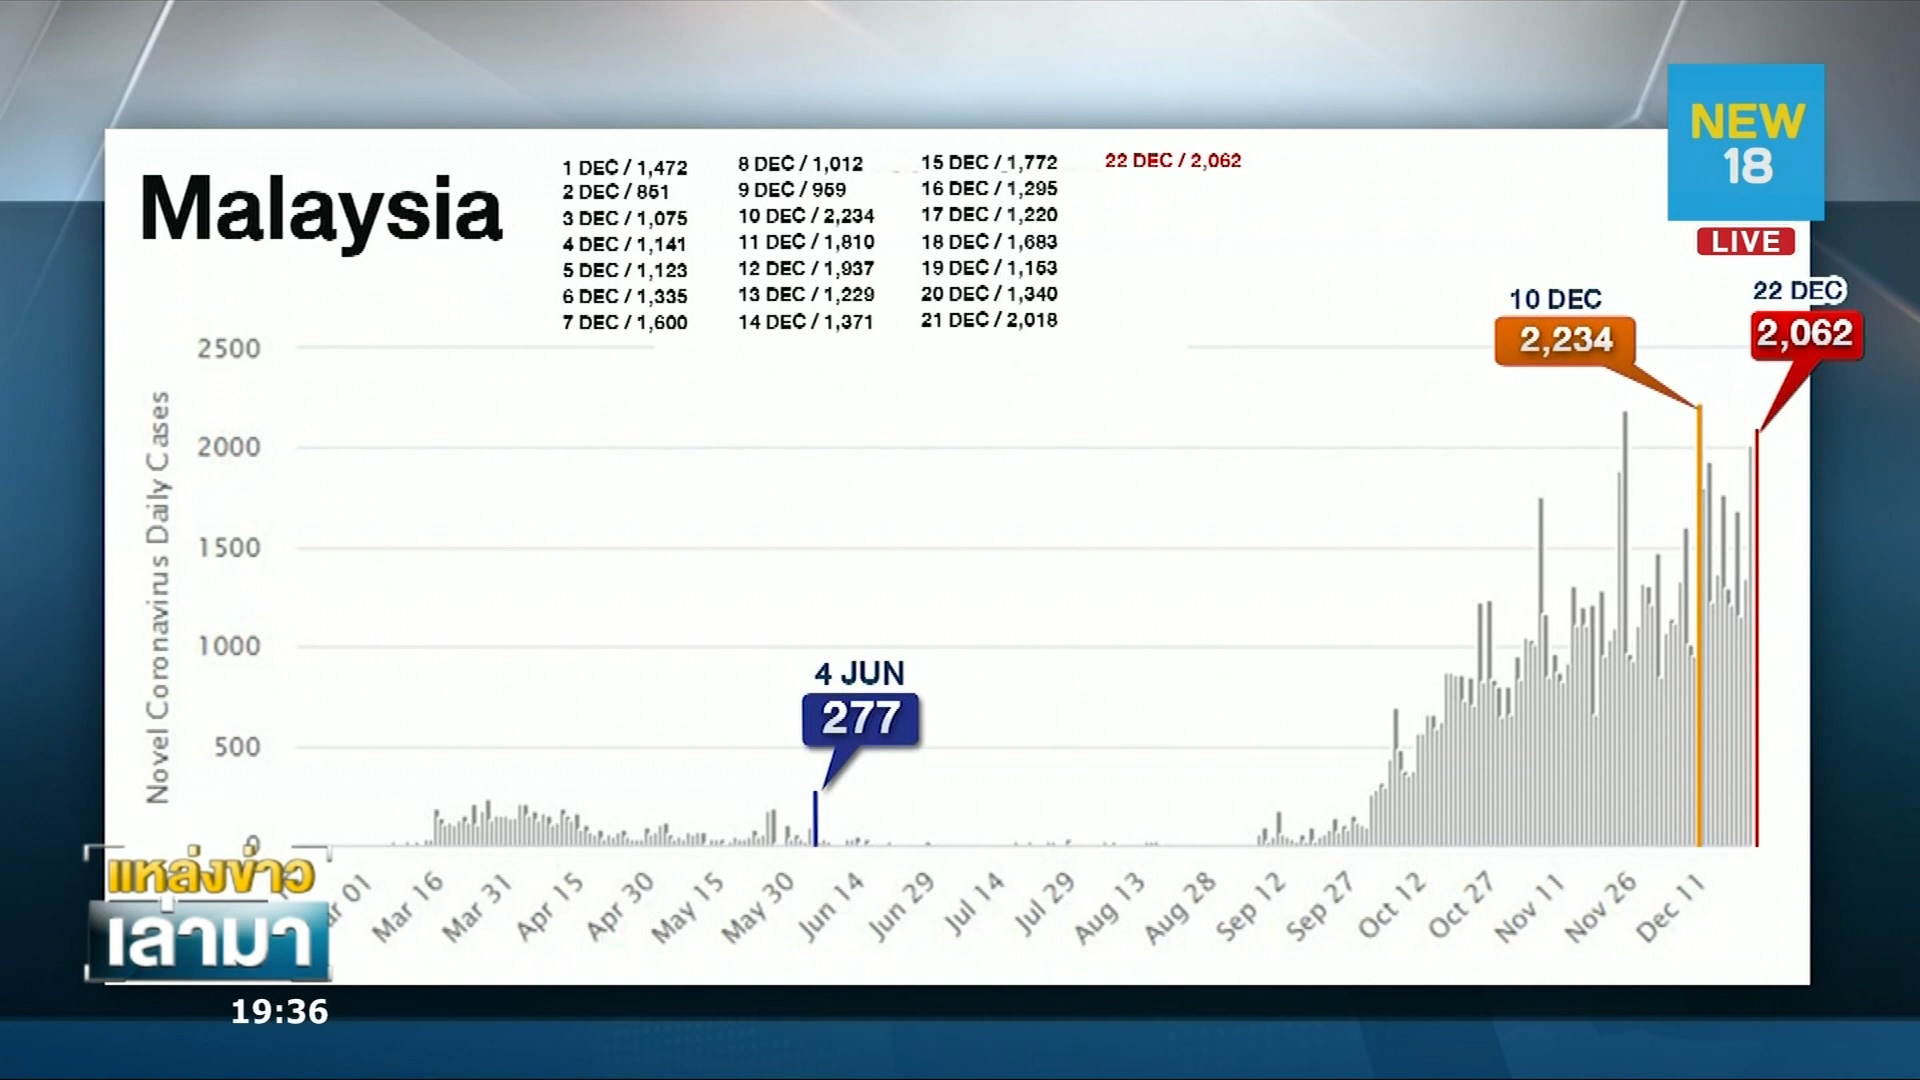 NEW
18
LIVE
Malaysia
1 DEC / 1,472
2 DEC / 851
3 DEC / 1,075
4 DEC / 1,141
5 DEC / 1,123
6 DEC / 1,335
7 DEC / 1,600
8 DEC / 1,012
9 DEC / 959
10 DEC / 2,234
11 DEC / 1,810
12 DEC / 1,937
13 DEC / 1,229
14 DEC / 1,371
15 DEC / 1,772
16 DEC / 1,295
17 DEC / 1,220
18 DEC / 1,683
19 DEC / 1,153
20 DEC / 1,340
21 DEC / 2,018
22 DEC / 2,062
10 DEC
2,234
22 DEC
2,062
4 JUN
277
Novel Coronavirus Daily Cases
2500
2000
1500
1000
500
0
01
Mar 16
Mar 31
Apr 15
Apr 30
May 15
May 30
Jun 14
Jun 29
Jul 14
Jul 29
Aug 13
Aug 28
Sep 12
Sep 27
Oct 12
Oct 27
Nov 11
Nov 26
Dec 11
แหล่งข่าว
เล่ามา
19:36